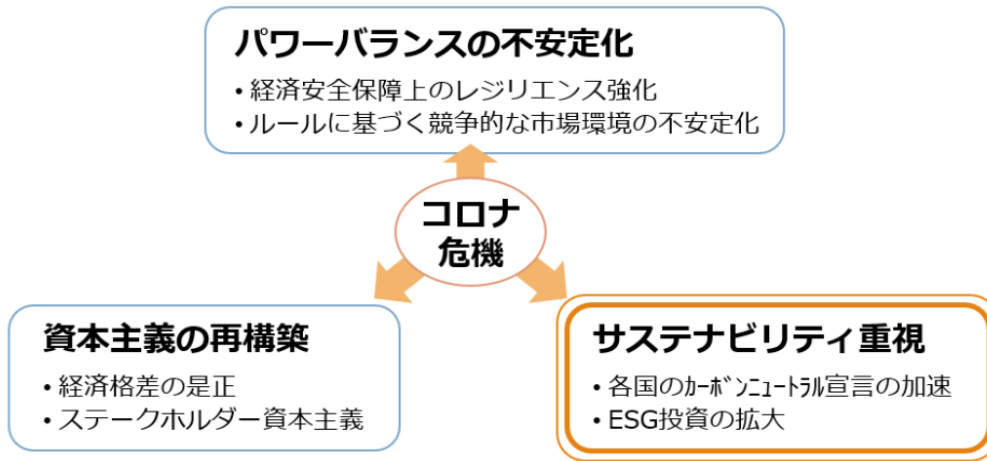 パワーバランスの不安定化
• 経済安全保障上のレジリエンス強化
• ルールに基づく競争的な市場環境の不安定化
コロナ
危機
資本主義の再構築
• 経済格差の是正
• ステークホルダー資本主義
サステナビリティ重視
• 各国のｶｰﾎﾞﾝﾆｭｰﾄﾗﾙ宣言の加速
• ESG投資の拡大